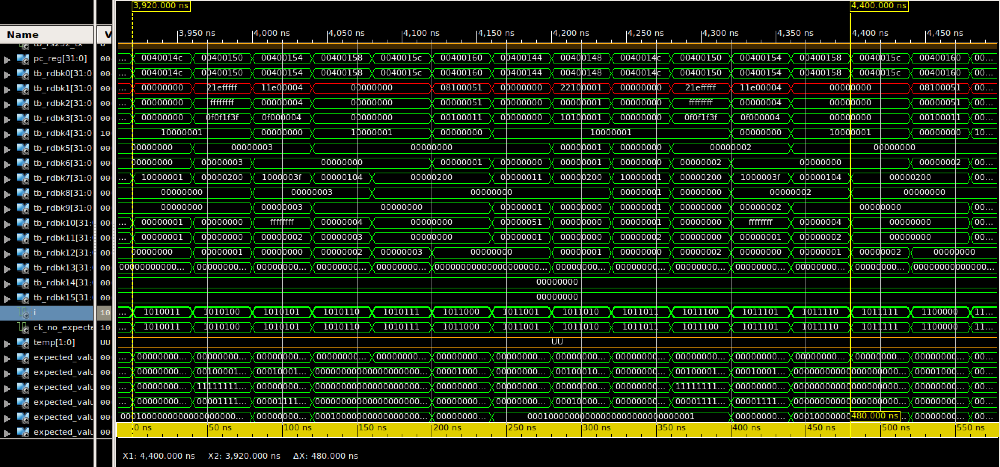 3,920.000 ns 4,400.000 ns
Name V 3,950 ns 4,000 ns 4,050 ns 4,100 ns 4,150 ns 4,200 ns 4,250 ns 4,300 ns 4,350 ns 4,400 ns 4,450 ns
tb_rs232_tx
pc_reg[31:0] 00 ... 0040014c 00400150 00400154 00400158 0040015c 00400160 00400144 00400148 0040014c 00400150 00400154 00400158 0040015c 00400160 00...
tb_rdbk0[31:0 00 ... 0040014c 00400150 00400154 00400158 0040015c 00400160 00400144 00400148 0040014c 00400150 00400154 00400158 0040015c 00400160 00...
tb_rdbk1[31:0 00 ... 00000000 21efffff 11e00004 00000000 08100051 00000000 22100001 00000000 21efffff 11e00004 00000000 08100051 00...
tb_rdbk2[31:0 00 ... 00000000 ffffffff 00000004 00000000 00000051 00000000 00000001 00000000 ffffffff 00000004 00000000 00000051 00...
tb_rdbk3[31:0 00 ... 00000000 0f0f1f3f 0f000004 00000000 00100011 00000000 10100001 00000000 0f0f1f3f 0f000004 00000000 00100011 00...
tb_rdbk4[31:0 10 10000001 00000000 10000001 00000000 10000001 00000000 10000001 00000000 10...
tb_rdbk5[31:0 00 00000000 00000003 00000000 00000001 00000000 00000002 00000000
tb_rdbk6[31:0 00 00000000 00000003 00000000 00000001 00000000 00000001 00000000 00000002 00000000 00000002 00...
tb_rdbk7[31:0 00 ... 10000001 00000200 1000003f 00000104 00000200 00000011 00000200 10000001 00000200 1000003f 00000104 00000200 00...
tb_rdbk8[31:0 00 00000000 00000003 00000000 00000001 00000000 00000002 00000000
tb_rdbk9[31:0 00 00000000 00000003 00000000 00000001 00000000 00000001 00000000 00000002 00000000 00...
tb_rdbk10[31: 00 ... 00000001 00000000 ffffffff 00000004 00000000 00000051 00000000 00000001 00000000 ffffffff 00000004 00000000 00...
tb_rdbk11[31: 00 ... 00000001 00000000 00000002 00000003 00000000 00000001 00000000 00000002 00000000 00000001 00000002 00000000 00...
tb_rdbk12[31: 00 00000000 00000001 00000000 00000002 00000003 00000000 00000001 00000000 00000002 00000000 00000001 00000002 00000000
tb_rdbk13[31: 00 00000000000... 00000000... 00000000... 00000000... 00000000... 0000000000000000000000... 00000000... 00000000... 00000000... 00000000... 00000000... 00000000... 0000000000000000...
tb_rdbk14[31: 00 00000000
tb_rdbk15[31: 00 00000000
i 10 ... 1010011 1010100 1010101 1010110 1010111 1011000 1011001 1011010 1011011 1011100 1011101 1011110 1011111 1100000 11...
ck_no_expecte 10 ... 1010011 1010100 1010101 1010110 1010111 1011000 1011001 1011010 1011011 1011100 1011101 1011110 1011111 1100000 11...
temp[1:0] UU UU
expected_valu 00 ... 00000000... 00000000... 00000000... 00000000... 00000000... 00000000... 00000000... 00000000... 00000000... 00000000... 00000000... 00000000... 00000000... 00000000... 00...
expected_valu 00 ... 00000000... 00100001... 00010001... 0000000000000000000000... 00001000... 00000000... 00100010... 00000000... 00100001... 00010001... 0000000000000000000000... 00001000... 00...
expected_valu 00 ... 00000000... 11111111... 00000000... 0000000000000000000000... 00000000... 00000000... 00000000... 00000000... 11111111... 00000000... 0000000000000000000000... 00000000... 00...
expected_valu 00 ... 00000000... 00001111... 00001111... 0000000000000000000000... 00000000... 00000000... 00010000... 00000000... 00001111... 00001111... 0000000000000000000000... 00000000... 00...
expected_valu 00 00000000... 00000000... 00010000000000000000000000000001 00000000... 480.000 ns 00000000... 00...
expected_valu 00 0 ns 50 ns 100 ns 150 ns 200 ns 250 ns 300 ns 350 ns 400 ns 450 ns 500 ns 550 ns
X1: 4,400.000 ns X2: 3,920.000 ns ΔX: 480.000 ns